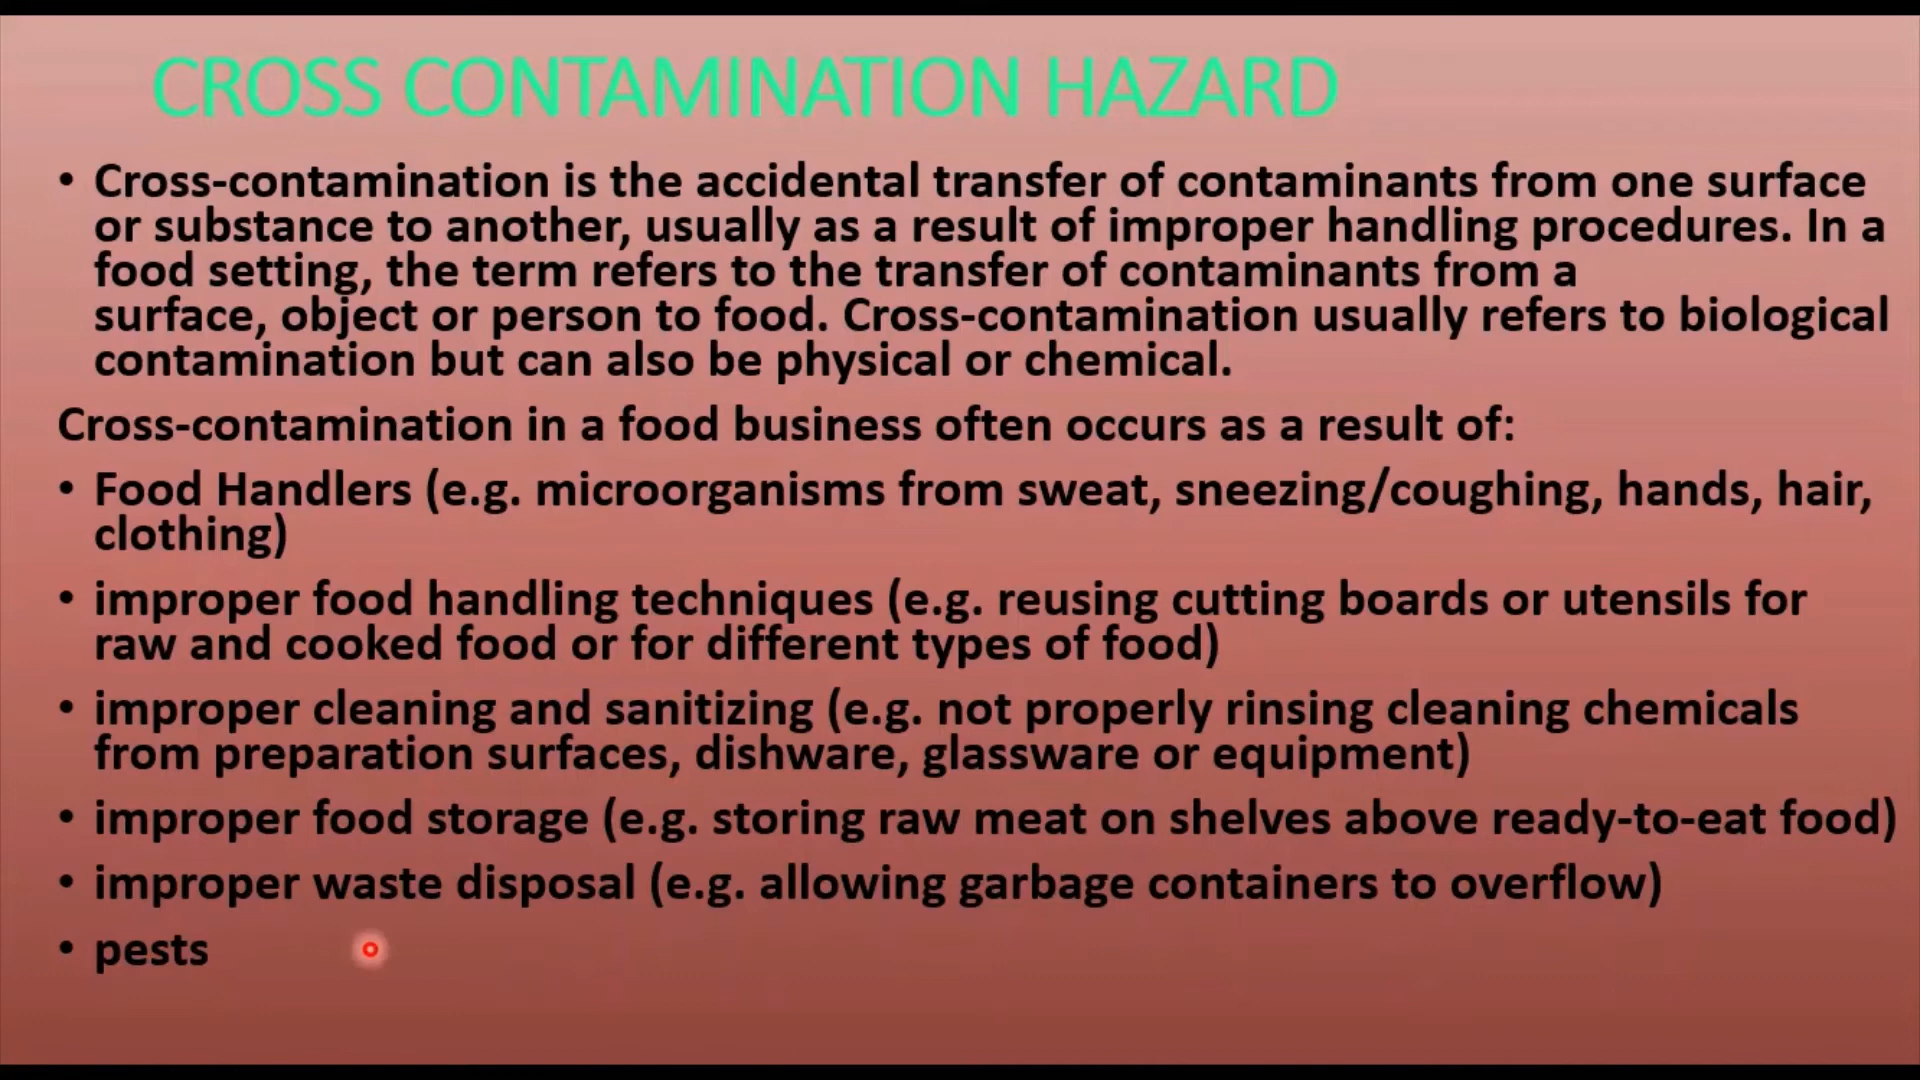 CROSS CONTAMINATION HAZARD
• Cross-contamination is the accidental transfer of contaminants from one surface
or substance to another, usually as a result of improper handling procedures. In a
food setting, the term refers to the transfer of contaminants from a
surface, object or person to food. Cross-contamination usually refers to biological
contamination but can also be physical or chemical.
Cross-contamination in a food business often occurs as a result of:
• Food Handlers (e.g. microorganisms from sweat, sneezing/coughing, hands, hair,
clothing)
• improper food handling techniques (e.g. reusing cutting boards or utensils for
raw and cooked food or for different types of food)
• improper cleaning and sanitizing (e.g. not properly rinsing cleaning chemicals
from preparation surfaces, dishware, glassware or equipment)
• improper food storage (e.g. storing raw meat on shelves above ready-to-eat food)
• improper waste disposal (e.g. allowing garbage containers to overflow)
• pests